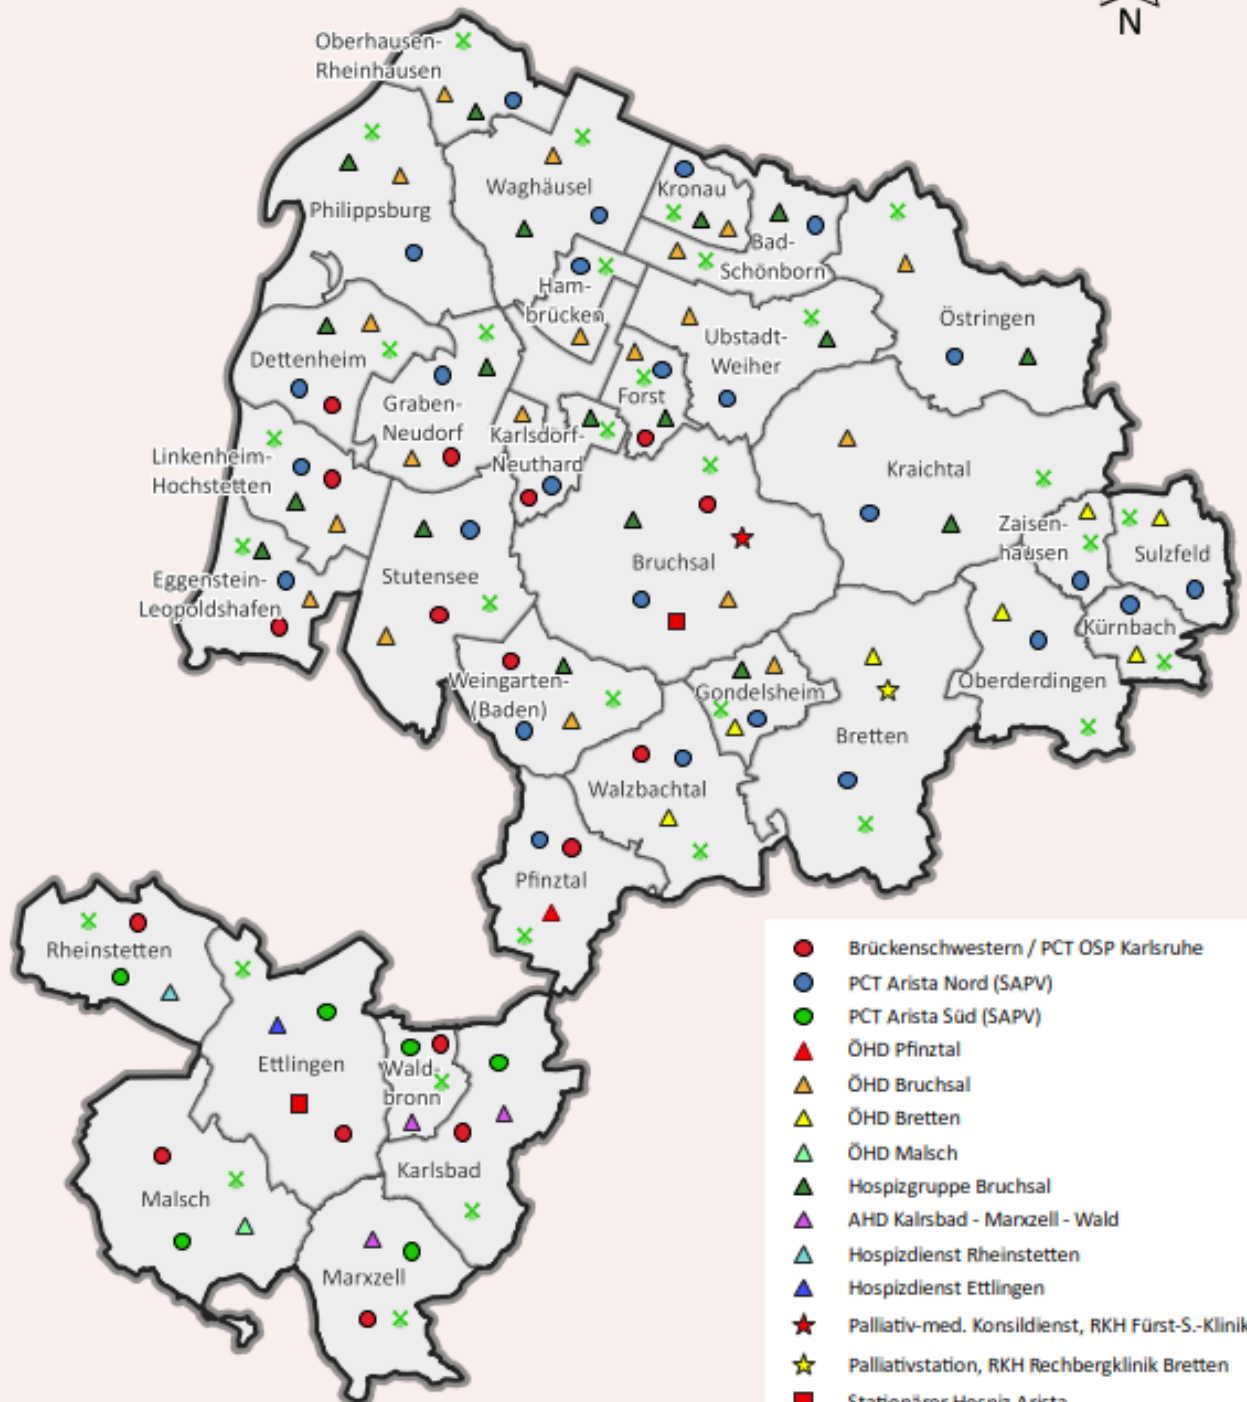 N
Oberhausen-
Rheinhausen
Waghäusel
Kronau
Philippsburg
Bad-
Schönborn
Ham-
brücken
Östringen
Ubstadt-
Weiher
Dettenheim
Graben-
Neudorf
Forst
Karlsdorf-
Neuthard
Linkenheim-
Hochstetten
Kraichtal
Zaisen-
hausen
Sulzfeld
Bruchsal
Stutensee
Eggenstein-
Leopoldshafen
Kürnbach
Weingarten-
(Baden)
Gondelsheim
Oberderdingen
Bretten
Walzbachtal
Pfinztal
Rheinstetten
Ettlingen
Wald-
bronn
Karlsbad
Malsch
Marxzell
Brückenschwestern / PCT OSP Karlsruhe
PCT Arista Nord (SAPV)
PCT Arista Süd (SAPV)
ÖHD Pfinztal
ÖHD Bruchsal
ÖHD Bretten
ÖHD Malsch
Hospizgruppe Bruchsal
AHD Kalrsbad - Marxzell - Wald
Hospizdienst Rheinstetten
Hospizdienst Ettlingen
Palliativ-med. Konsildienst, RKH Fürst-S.-Klinik
Palliativstation, RKH Rechbergklinik Bretten
Stationäres Hospiz Arista